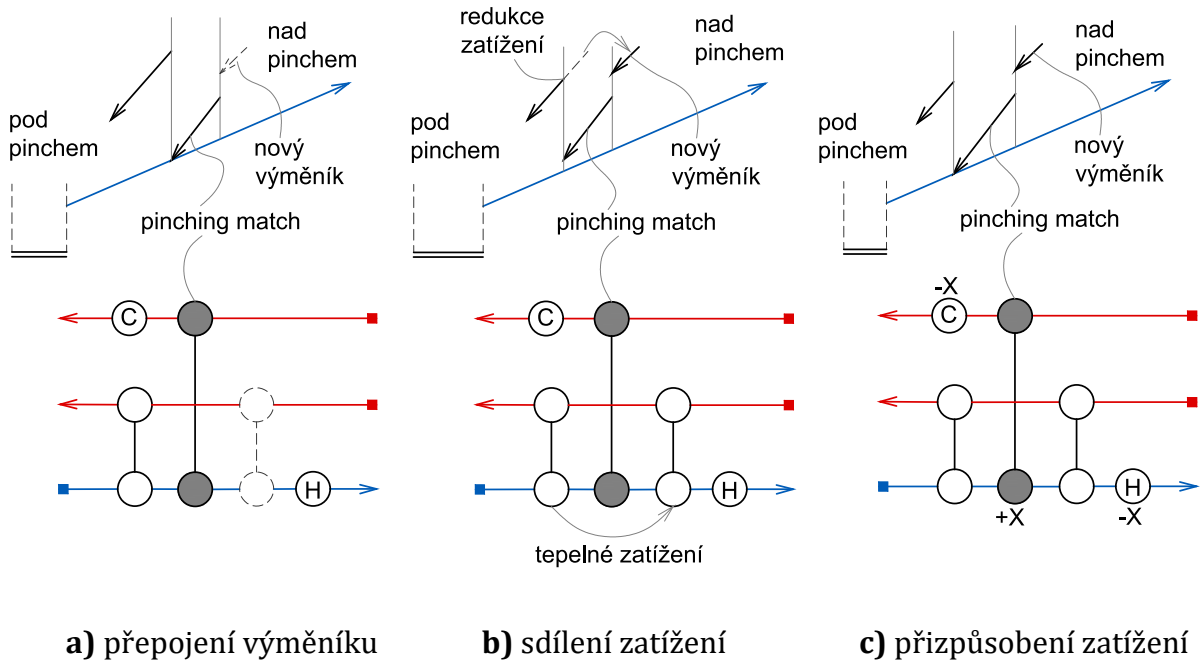 nad
pinchem
pod
pinchem
nový
výměník
pinching match
C
H
redukce
zatížení
nad
pinchem
pod
pinchem
nový
výměník
pinching match
C
H
tepelné zatížení
nad
pinchem
pod
pinchem
nový
výměník
pinching match
-X
C
H
+X
-X
a) přepojení výměníku
b) sdílení zatížení
c) přizpůsobení zatížení